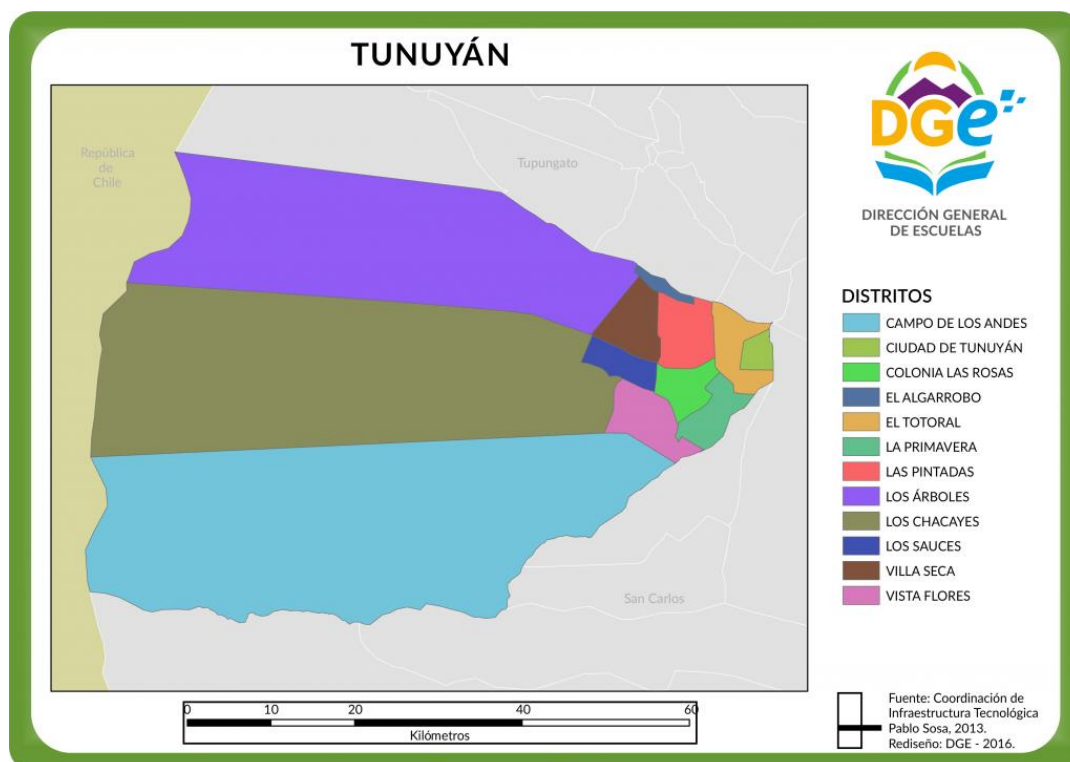 TUNUYÁN
República
de
Chile
Tupungato
San Carlos
0 10 20 40 60
Kilómetros
DGe
DIRECCIÓN GENERAL
DE ESCUELAS
DISTRITOS
CAMPO DE LOS ANDES
CIUDAD DE TUNUYÁN
COLONIA LAS ROSAS
EL ALGARROBO
EL TOTORAL
LA PRIMAVERA
LAS PINTADAS
LOS ÁRBOLES
LOS CHACAYES
LOS SAUCES
VILLA SECA
VISTA FLORES
Fuente: Coordinación de
Infraestructura Tecnológica
Pablo Sosa, 2013.
Rediseño: DGE - 2016.